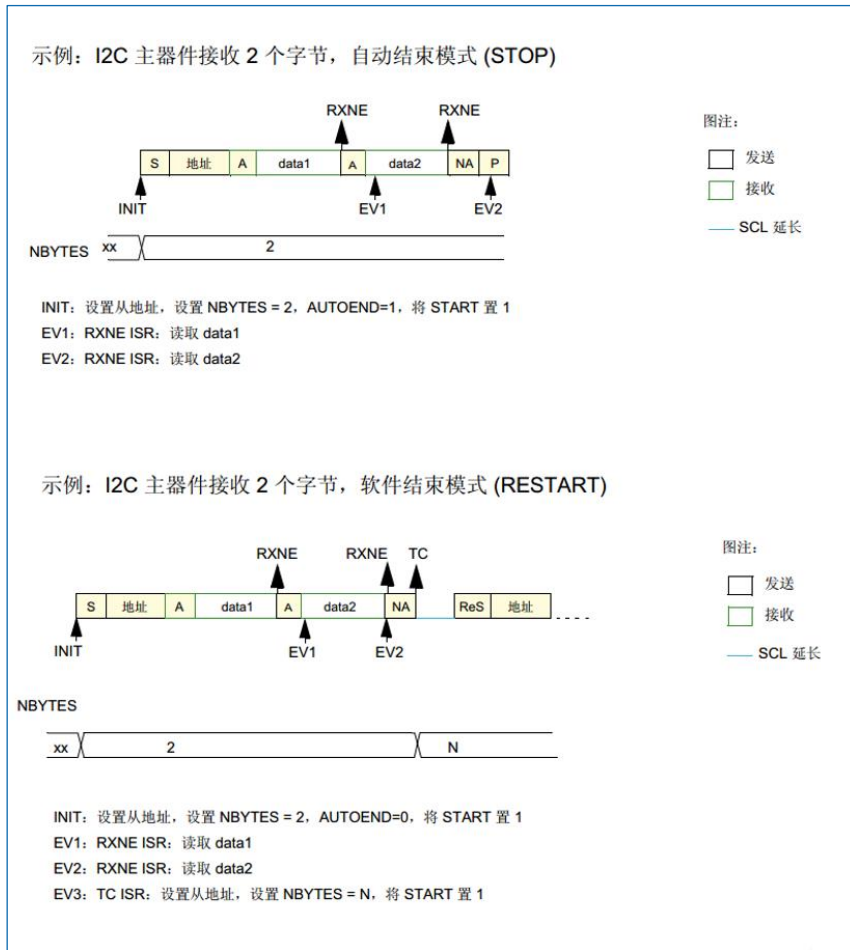 示例：I2C 主器件接收 2 个字节，自动结束模式 (STOP)
RXNE RXNE
图注：
S 地址 A data1 A data2 NA P
发送
接收
INIT EV1 EV2
SCL 延长
NBYTES xx 2
INIT：设置从地址，设置 NBYTES = 2，AUTOEND=1，将 START 置 1
EV1：RXNE ISR：读取 data1
EV2：RXNE ISR：读取 data2
示例：I2C 主器件接收 2 个字节，软件结束模式 (RESTART)
RXNE RXNE TC
图注：
S 地址 A data1 A data2 NA ReS 地址
发送
接收
INIT EV1 EV2
SCL 延长
NBYTES
xx 2 N
INIT：设置从地址，设置 NBYTES = 2，AUTOEND=0，将 START 置 1
EV1：RXNE ISR：读取 data1
EV2：RXNE ISR：读取 data2
EV3：TC ISR：设置从地址，设置 NBYTES = N，将 START 置 1